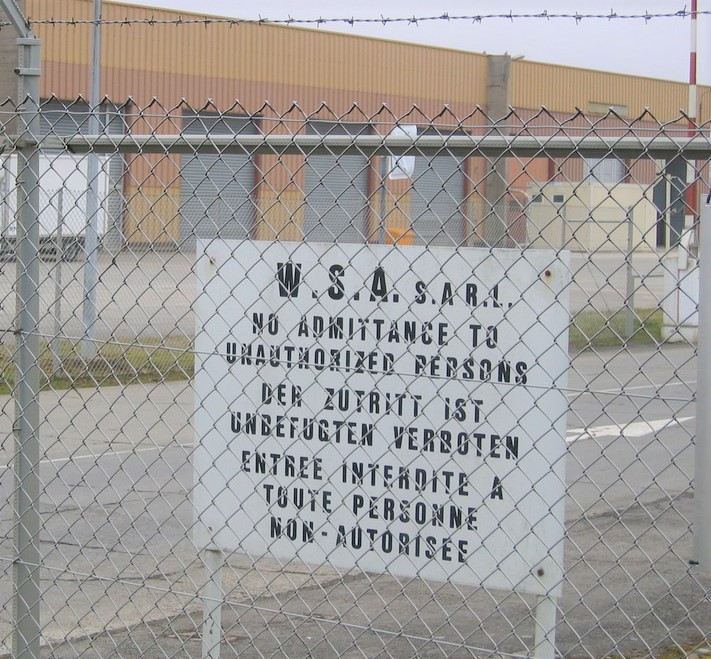 W.S.A. S.A R.L.
NO ADMITTANCE TO
UNAUTHORIZED PERSONS
DER ZUTRITT IST
UNBEFUGTEN VERBOTEN
ENTREE INTERDITE A
TOUTE PERSONNE
NON-AUTORISEE